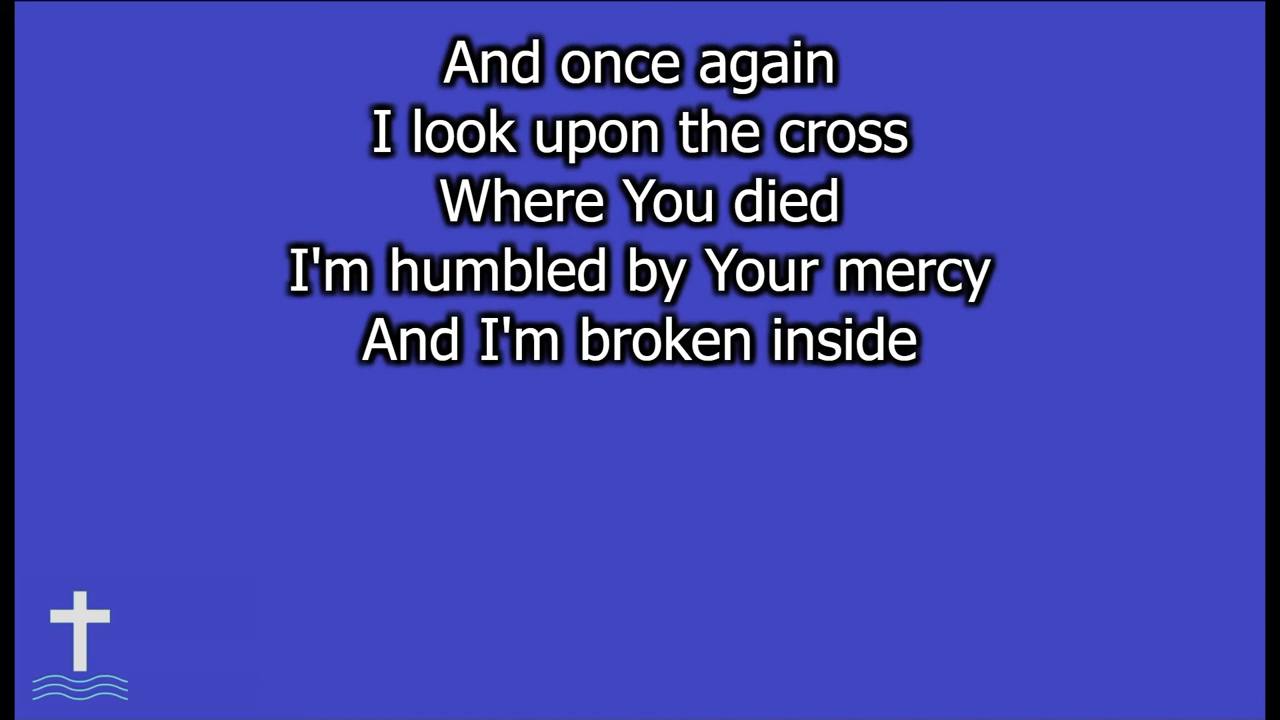 And once again
I look upon the cross
Where You died
I'm humbled by Your mercy
And I'm broken inside